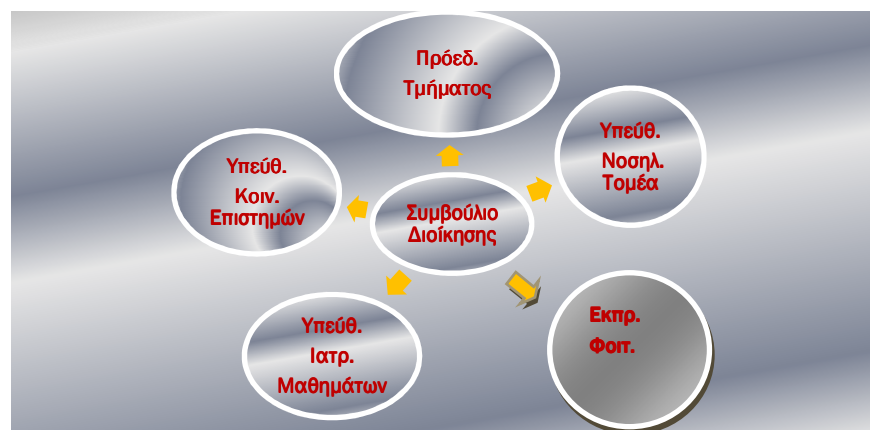 Πρόεδ.
Τμήματος
Υπεύθ.
Νοσηλ.
Τομέα
Υπεύθ.
Κοιν.
Επιστημών
Συμβούλιο
Διοίκησης
Υπεύθ.
Ιατρ.
Μαθημάτων
Εκπρ.
Φοιτ.